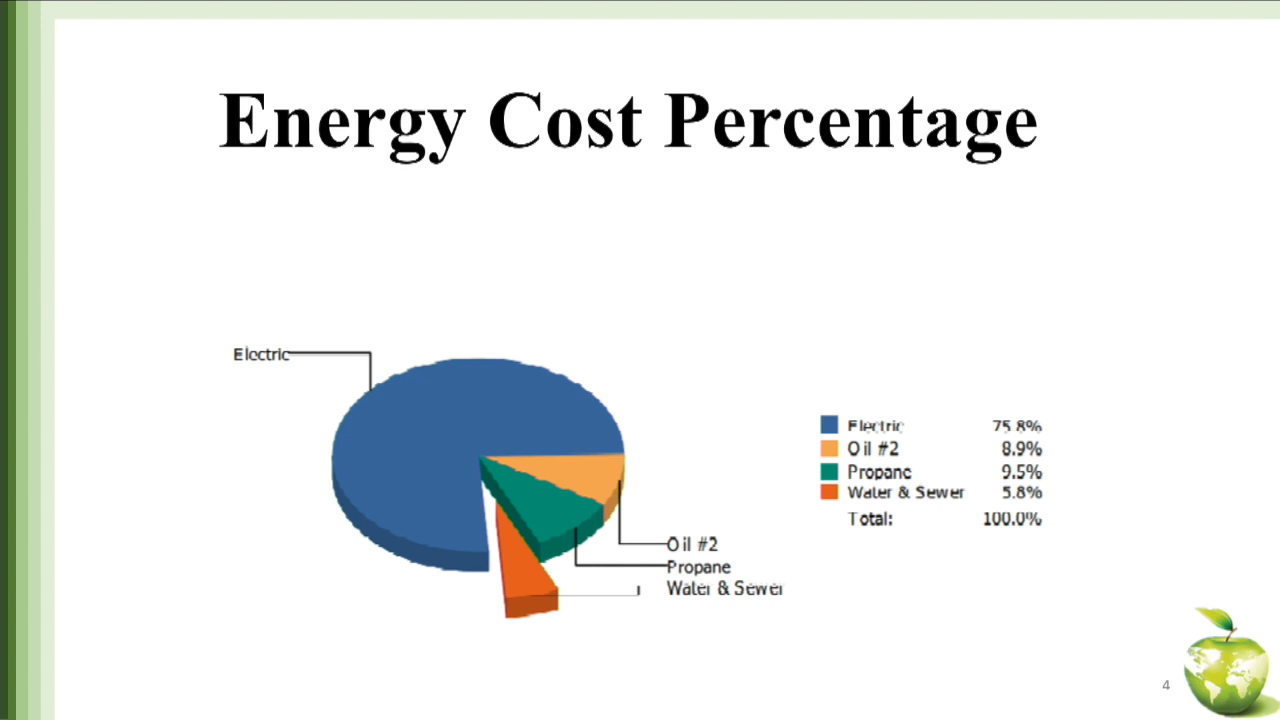 Energy Cost Percentage
Electric
Electric 75.8%
Oil #2 8.9%
Propane 9.5%
Water & Sewer 5.8%
Total: 100.0%
Oil #2
Propane
Water & Sewer
4